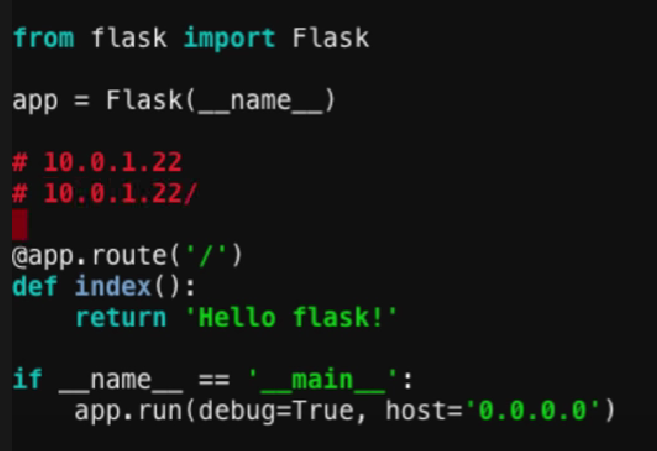 from flask import Flask
app = Flask(__name__)
# 10.0.1.22
# 10.0.1.22/
@app.route('/')
def index():
    return 'Hello flask!'
if __name__ == '__main__':
    app.run(debug=True, host='0.0.0.0')